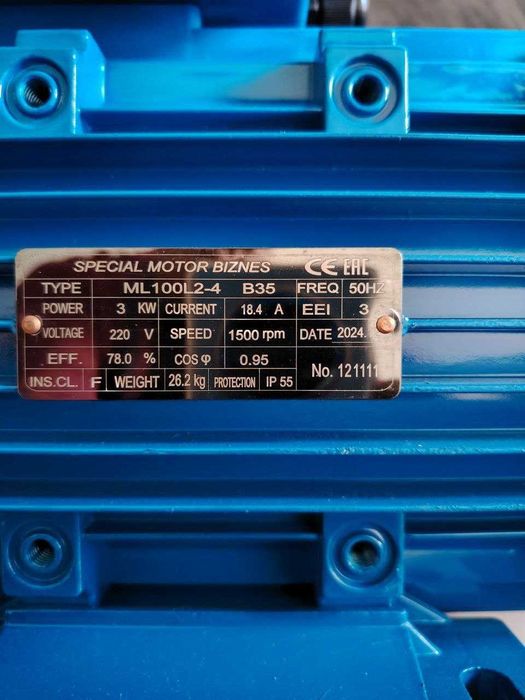 SPECIAL MOTOR BIZNES CE EAC
TYPE ML100L2-4 B35 FREQ 50HZ
POWER 3 KW CURRENT 18.4 A EEI 3
VOLTAGE 220 V SPEED 1500 rpm DATE 2024.
EFF. 78.0 % COS φ 0.95
INS.CL. F WEIGHT 26.2 kg PROTECTION IP 55 No. 121111